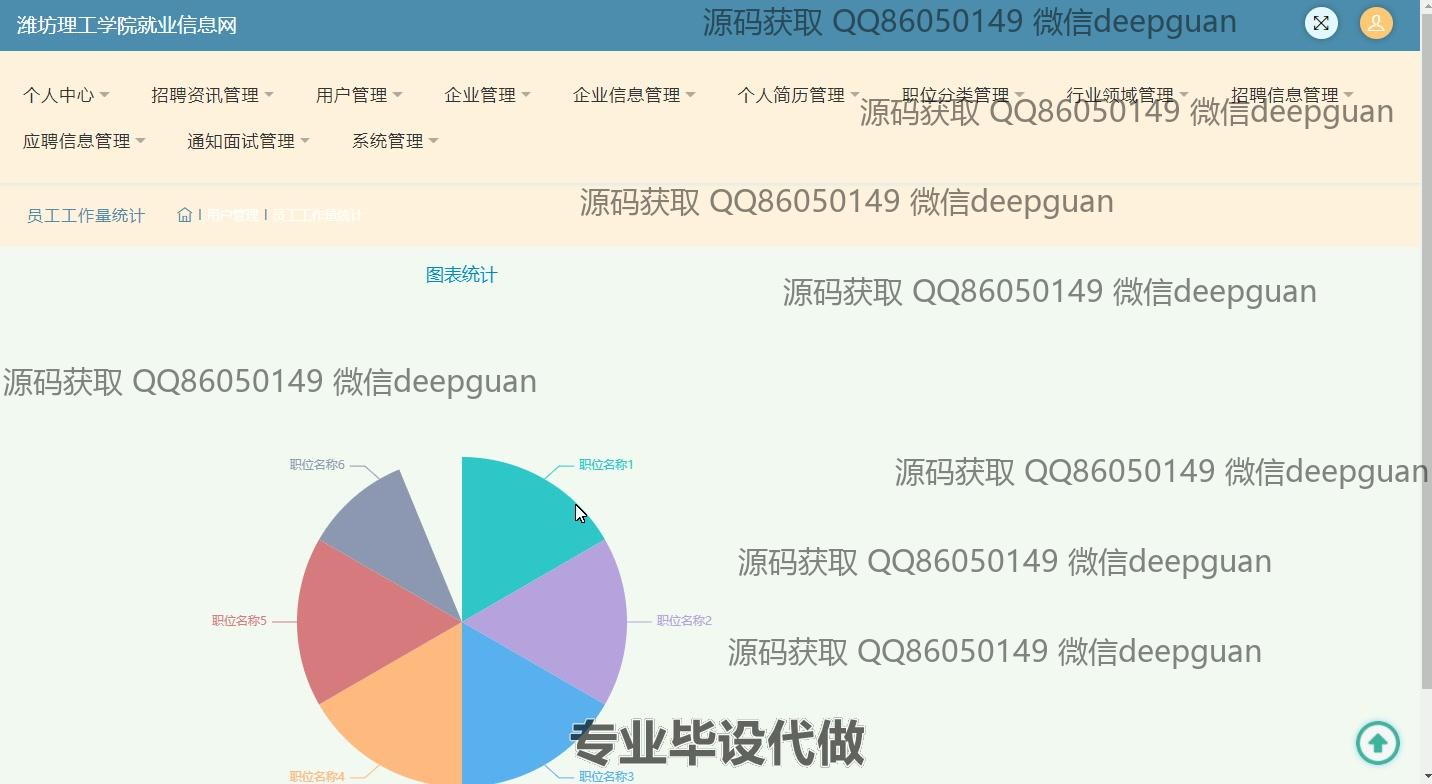 潍坊理工学院就业信息网
源码获取 QQ86050149 微信deepguan
个人中心 招聘资讯管理 用户管理 企业管理 企业信息管理 个人简历管理 职位分类管理 行业领域管理 招聘信息管理
源码获取 QQ86050149 微信deepguan
应聘信息管理 通知面试管理 系统管理
源码获取 QQ86050149 微信deepguan
员工工作量统计 用户管理 员工工作量统计
图表统计
源码获取 QQ86050149 微信deepguan
源码获取 QQ86050149 微信deepguan
职位名称6 职位名称1
源码获取 QQ86050149 微信deepguan
源码获取 QQ86050149 微信deepguan
职位名称5 职位名称2
源码获取 QQ86050149 微信deepguan
专业毕设代做
职位名称4 职位名称3